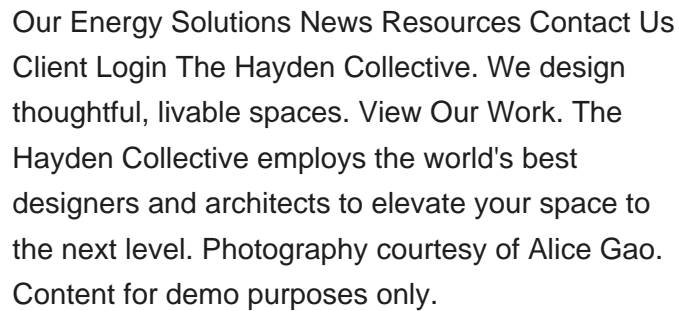 Our Energy Solutions News Resources Contact Us
Client Login The Hayden Collective. We design
thoughtful, livable spaces. View Our Work. The
Hayden Collective employs the world's best
designers and architects to elevate your space to
the next level. Photography courtesy of Alice Gao.
Content for demo purposes only.